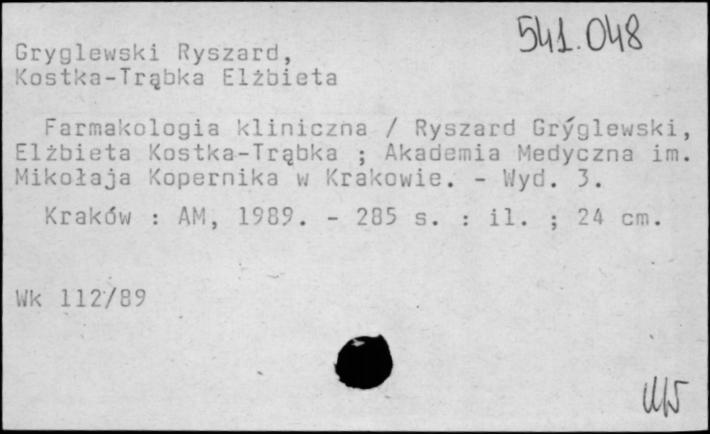 541.048
Gryglewski Ryszard,
Kostka-Trąbka Elżbieta
Farmakologia kliniczna / Ryszard Gryglewski,
Elżbieta Kostka-Trąbka ; Akademia Medyczna im.
Mikołaja Kopernika w Krakowie. - Wyd. 3.
Kraków : AM, 1989. - 285 s. : il. ; 24 cm.
Wk 112/89